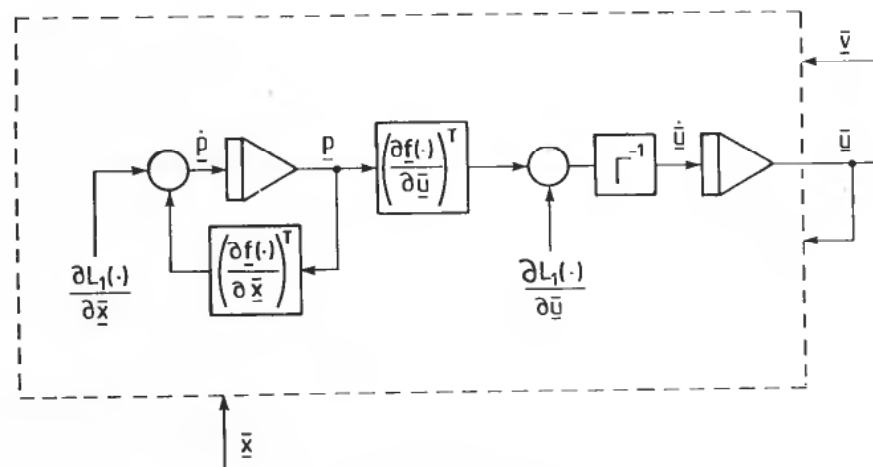 v̲̄
ṗ̲
p̲
(∂f̲(·)/∂ū̲)ᵀ
Γ⁻¹
ū̲̇
ū̲
(∂f̲(·)/∂x̲̄)ᵀ
∂L₁(·)/∂x̲̄
∂L₁(·)/∂ū̲
x̲̄